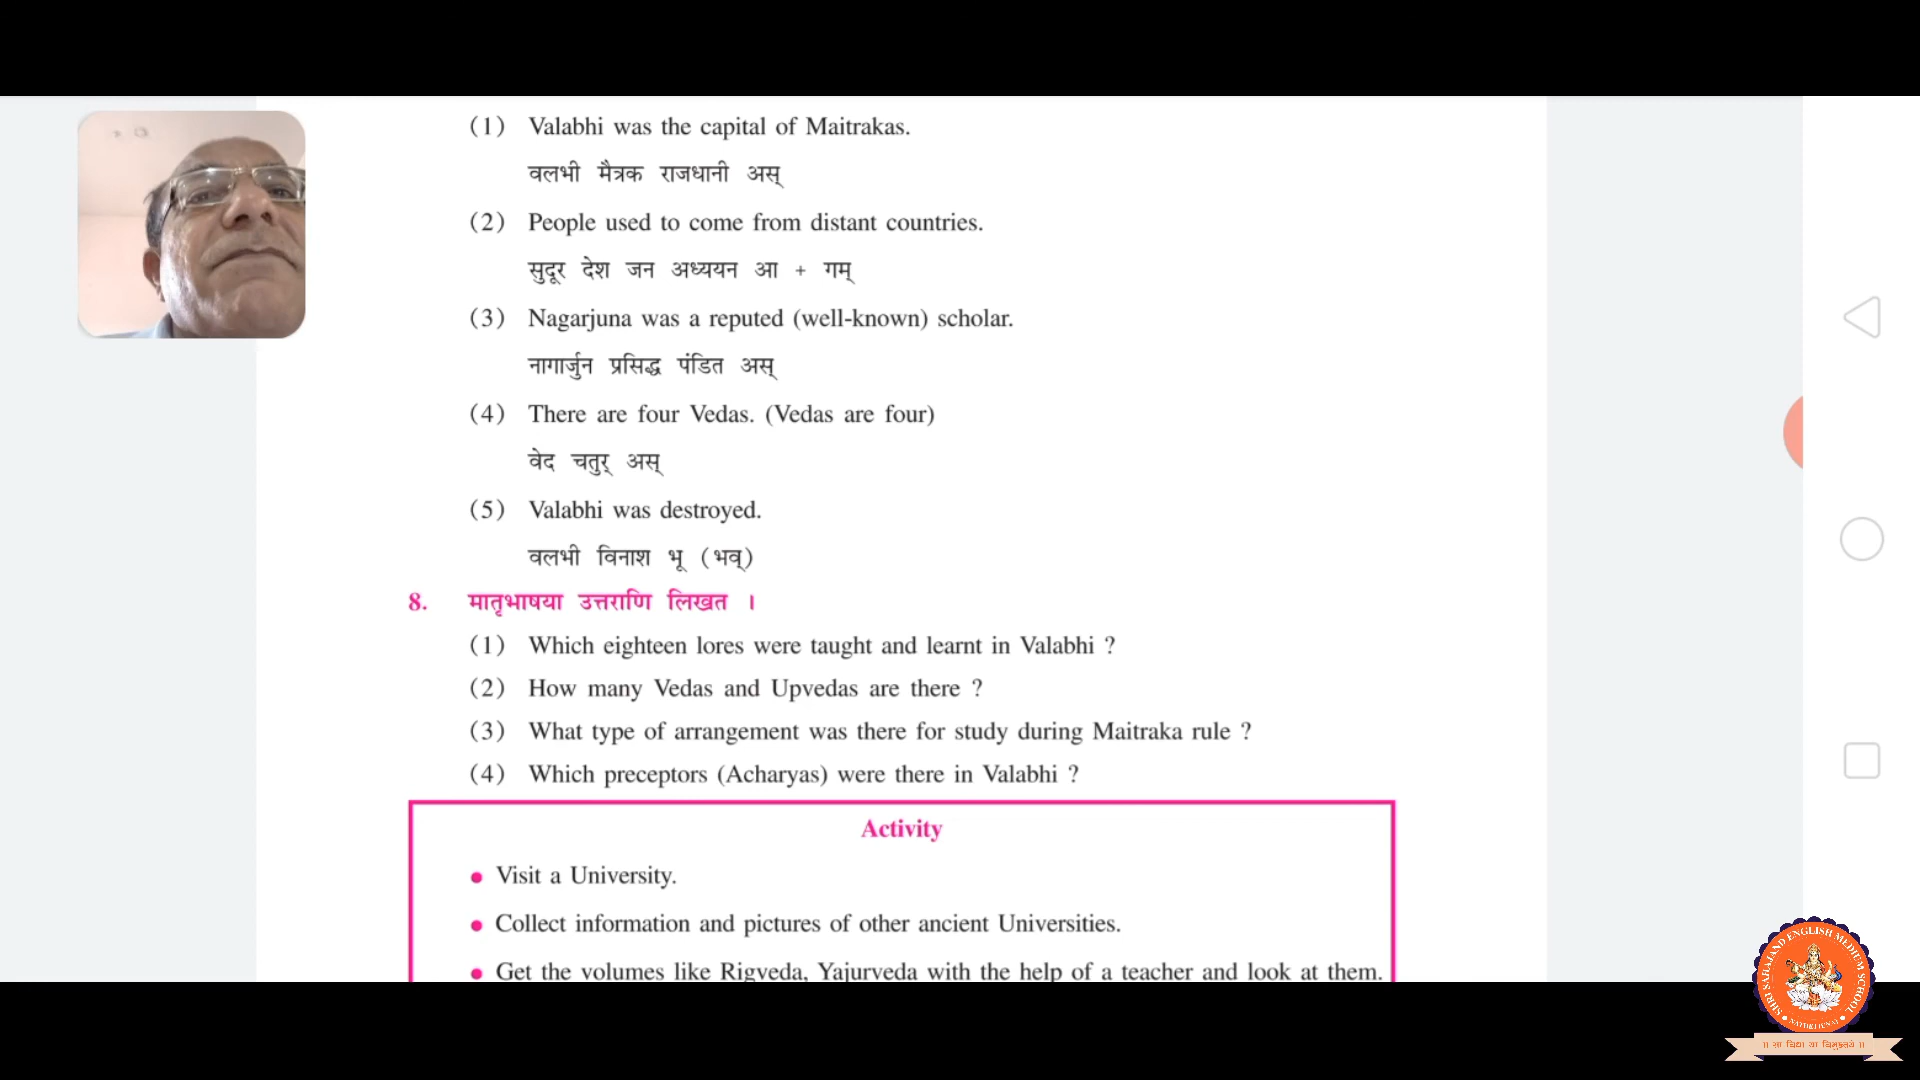 (1) Valabhi was the capital of Maitrakas.
वलभी मैत्रक राजधानी अस्
(2) People used to come from distant countries.
सुदूर देश जन अध्ययन आ + गम्
(3) Nagarjuna was a reputed (well-known) scholar.
नागार्जुन प्रसिद्ध पंडित अस्
(4) There are four Vedas. (Vedas are four)
वेद चतुर् अस्
(5) Valabhi was destroyed.
वलभी विनाश भू (भव्)
8. मातृभाषया उत्तराणि लिखत ।
(1) Which eighteen lores were taught and learnt in Valabhi ?
(2) How many Vedas and Upvedas are there ?
(3) What type of arrangement was there for study during Maitraka rule ?
(4) Which preceptors (Acharyas) were there in Valabhi ?
Activity
• Visit a University.
• Collect information and pictures of other ancient Universities.
• Get the volumes like Rigveda, Yajurveda with the help of a teacher and look at them.
SHRI SAHAJANAND ENGLISH MEDIUM SCHOOL
॥ सा विद्या या विमुक्तये ॥